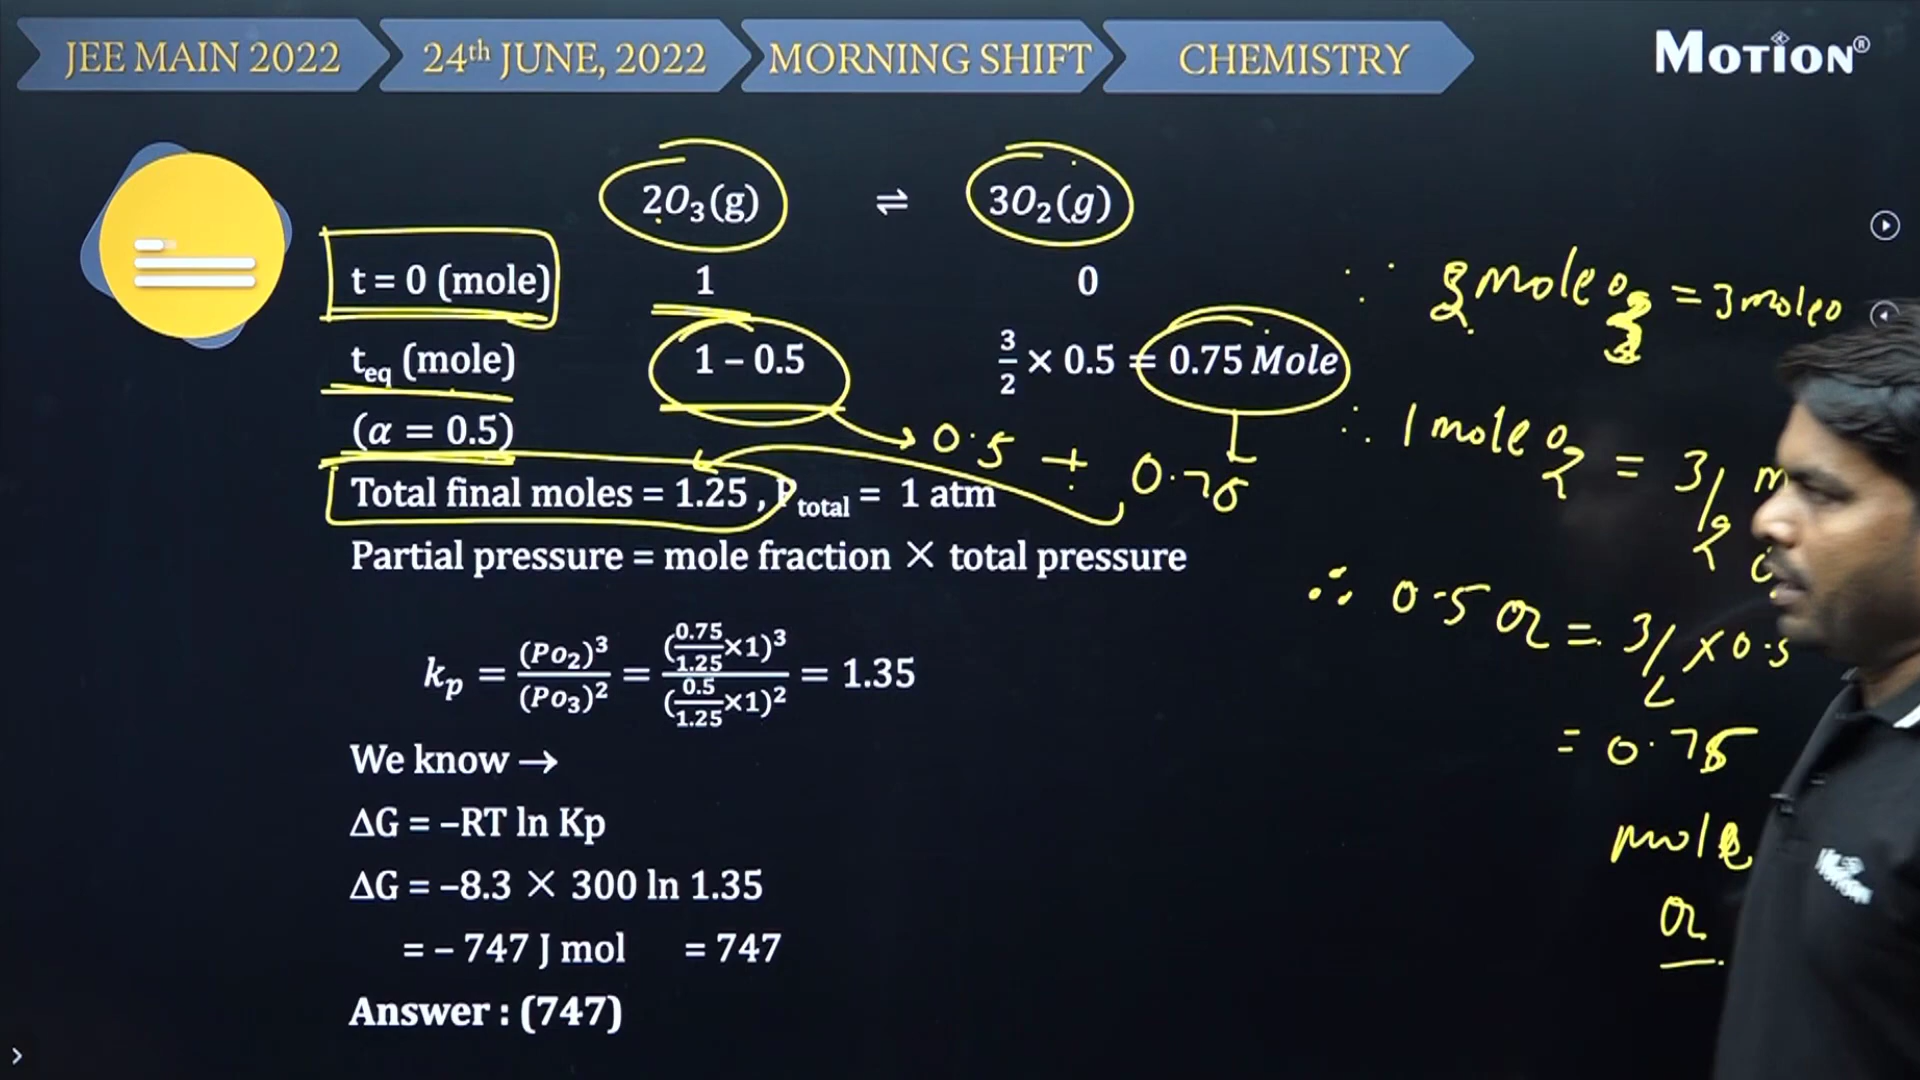 JEE MAIN 2022 24th JUNE, 2022 MORNING SHIFT CHEMISTRY MOTION®
2O₃(g) ⇌ 3O₂(g)
t = 0 (mole) 1 0
t_eq (mole) 1 – 0.5 3/2 × 0.5 = 0.75 Mole
(α = 0.5)
0.5 + 0.75
Total final moles = 1.25 , P_total = 1 atm
Partial pressure = mole fraction × total pressure
k_p = (Po₂)³/(Po₃)² = (0.75/1.25 ×1)³/(0.5/1.25 ×1)² = 1.35
We know →
ΔG = –RT ln Kp
ΔG = –8.3 × 300 ln 1.35
= – 747 J mol = 747
Answer : (747)
∵ 2 mole O₃ = 3 mole O
∴ 1 mole O₂ = 3/2 m
∴ 0.5 O₂ = 3/2 × 0.5
= 0.75
mole
O₂
MOTION